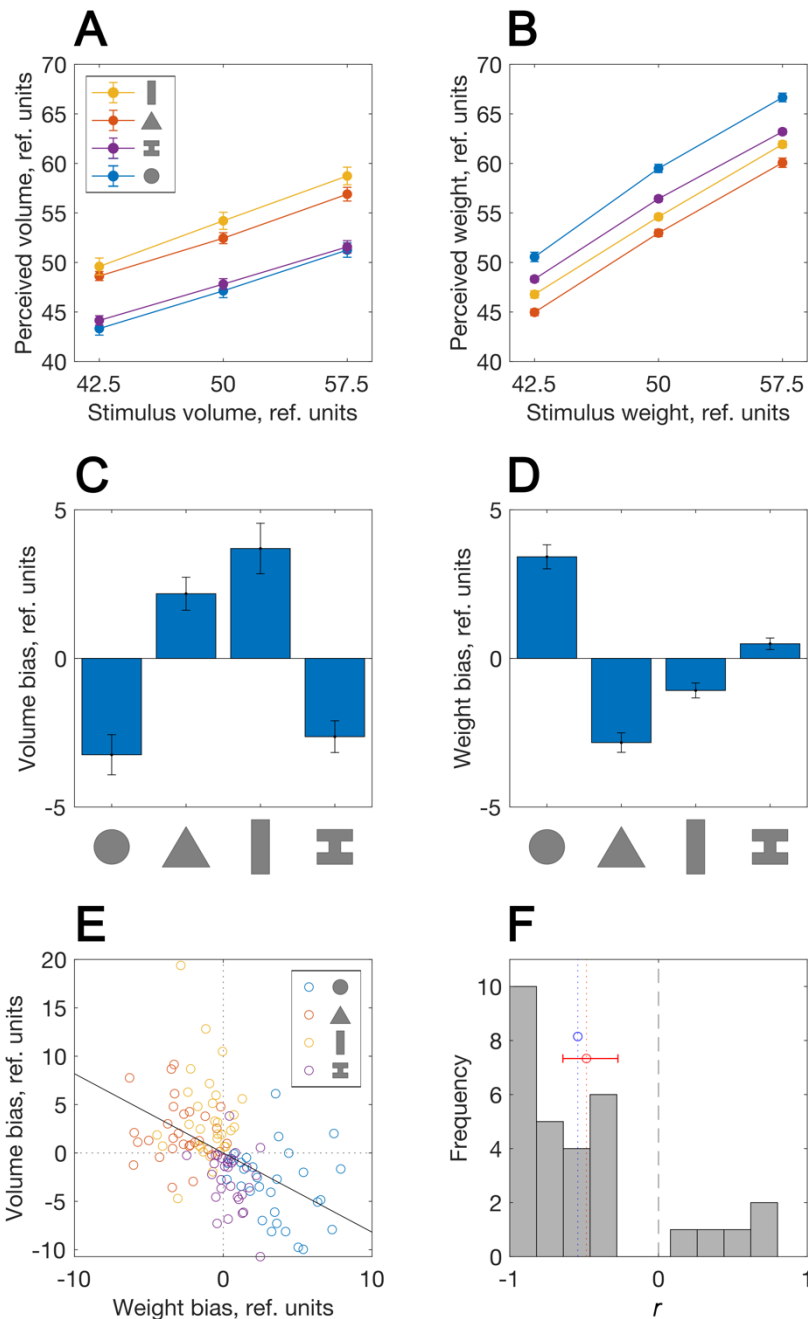 A
B
70
65
60
55
50
45
40
Perceived volume, ref. units
42.5
50
57.5
Stimulus volume, ref. units
70
65
60
55
50
45
40
Perceived weight, ref. units
42.5
50
57.5
Stimulus weight, ref. units
C
D
5
0
-5
Volume bias, ref. units
5
0
-5
Weight bias, ref. units
E
F
20
15
10
5
0
-5
-10
Volume bias, ref. units
-10
0
10
Weight bias, ref. units
10
8
6
4
2
0
Frequency
-1
0
1
r